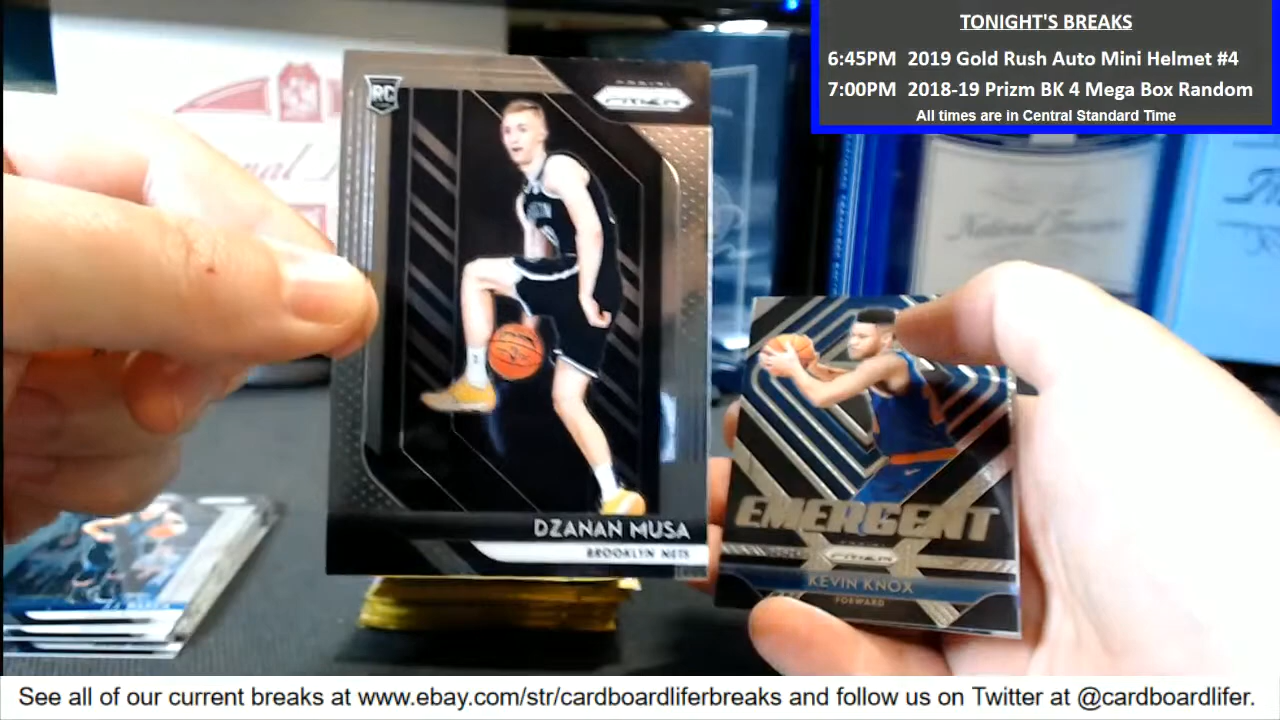 TONIGHT'S BREAKS
6:45PM 2019 Gold Rush Auto Mini Helmet #4
7:00PM 2018-19 Prizm BK 4 Mega Box Random
All times are in Central Standard Time
RC
PANINI
PRIZM
National Treasures
DZANAN MUSA
BROOKLYN NETS
EMERGENT
PRIZM
KEVIN KNOX
FORWARD
See all of our current breaks at www.ebay.com/str/cardboardliferbreaks and follow us on Twitter at @cardboardlifer.